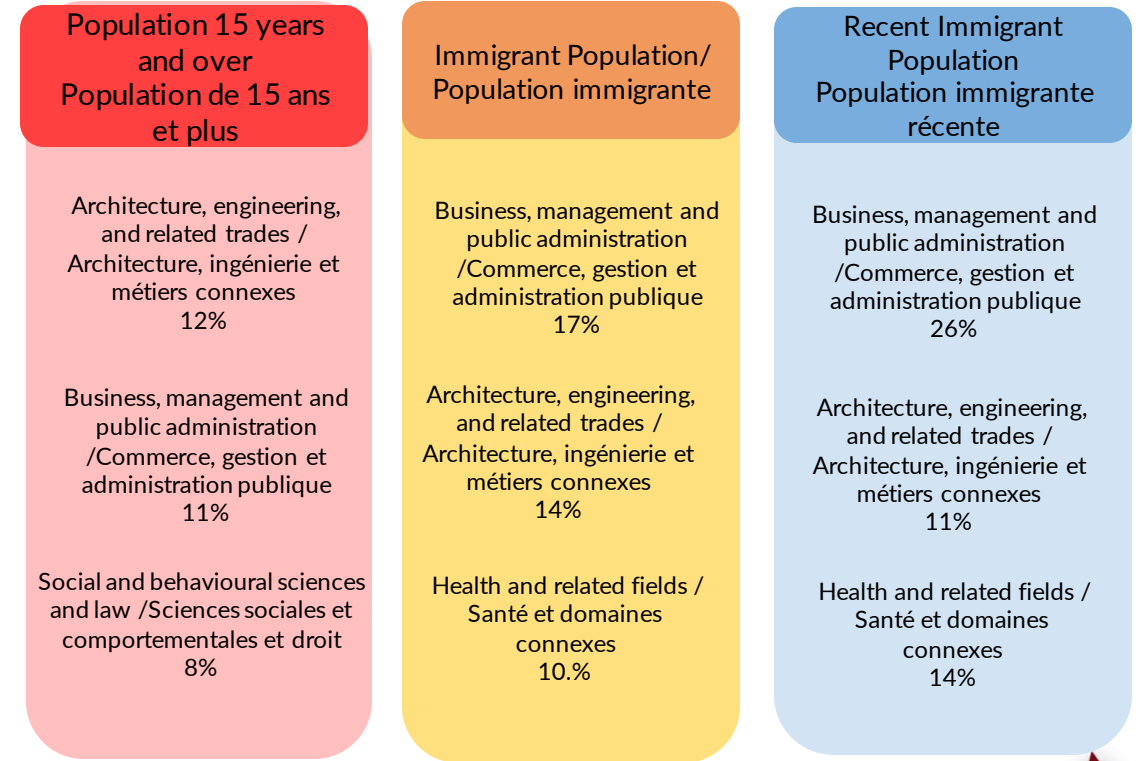 Population 15 years
and over
Population de 15 ans
et plus
Architecture, engineering,
and related trades /
Architecture, ingénierie et
métiers connexes
12%
Business, management and
public administration
/Commerce, gestion et
administration publique
11%
Social and behavioural sciences
and law /Sciences sociales et
comportementales et droit
8%
Immigrant Population/
Population immigrante
Business, management and
public administration
/Commerce, gestion et
administration publique
17%
Architecture, engineering,
and related trades /
Architecture, ingénierie et
métiers connexes
14%
Health and related fields /
Santé et domaines
connexes
10.%
Recent Immigrant
Population
Population immigrante
récente
Business, management and
public administration
/Commerce, gestion et
administration publique
26%
Architecture, engineering,
and related trades /
Architecture, ingénierie et
métiers connexes
11%
Health and related fields /
Santé et domaines
connexes
14%